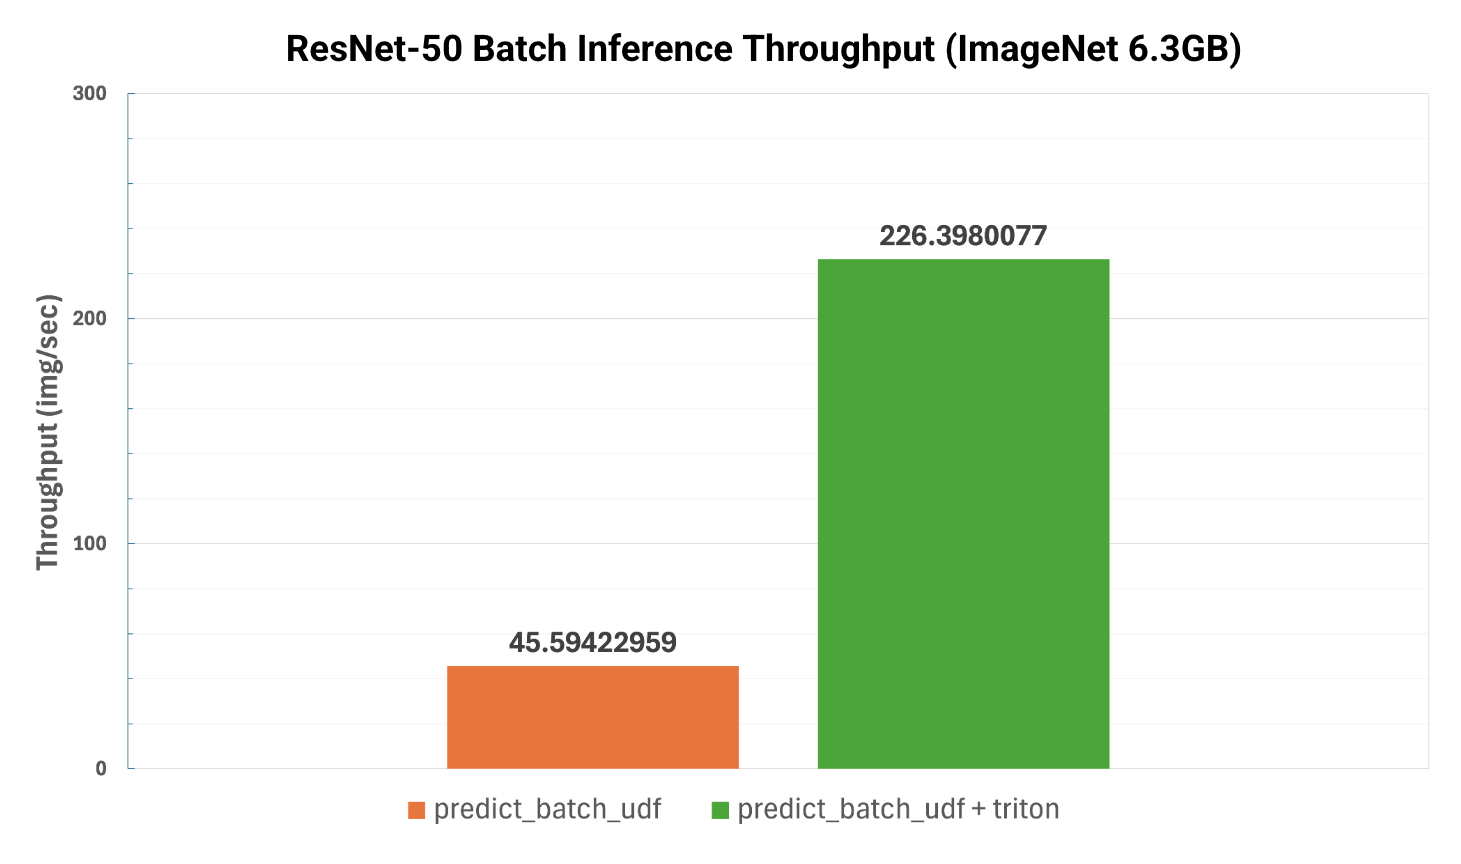 ResNet-50 Batch Inference Throughput (ImageNet 6.3GB)
300
200
100
0
Throughput (img/sec)
226.3980077
45.59422959
predict_batch_udf
predict_batch_udf + triton